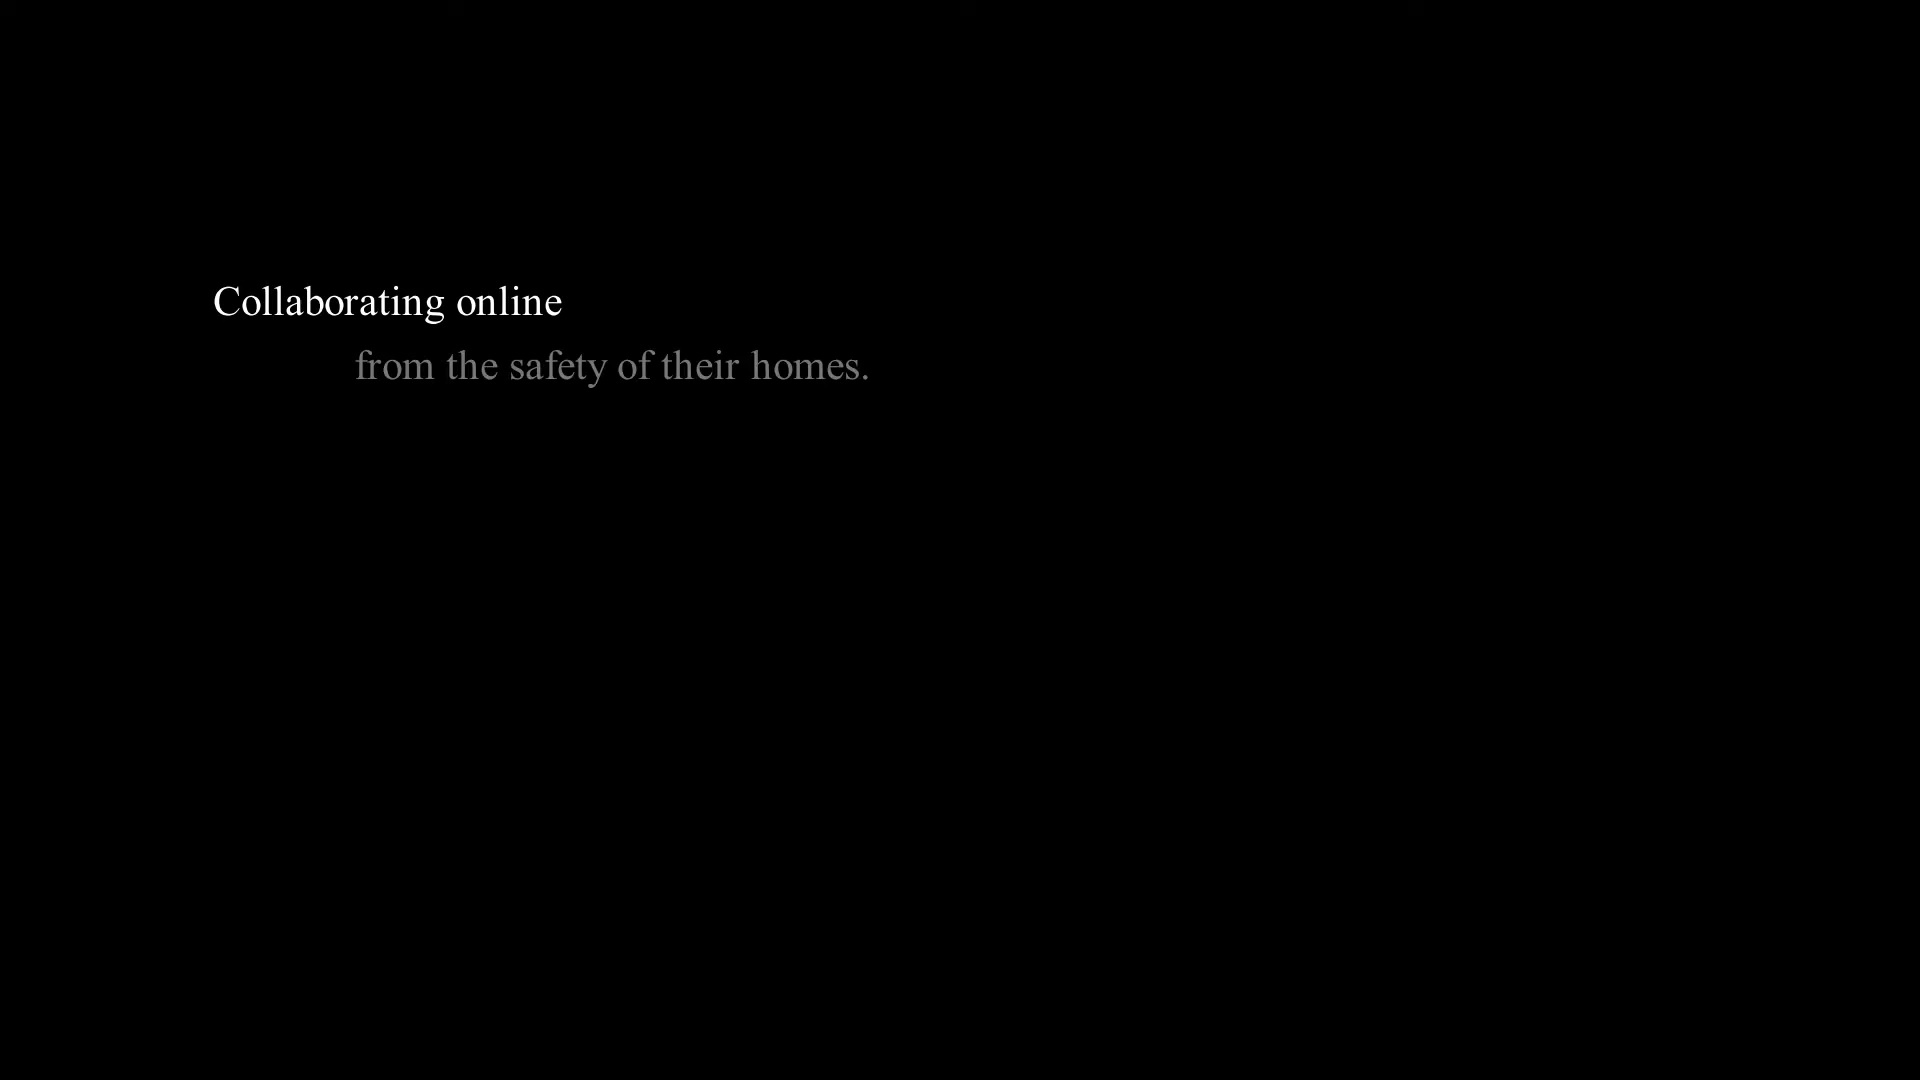 Collaborating online
from the safety of their homes.